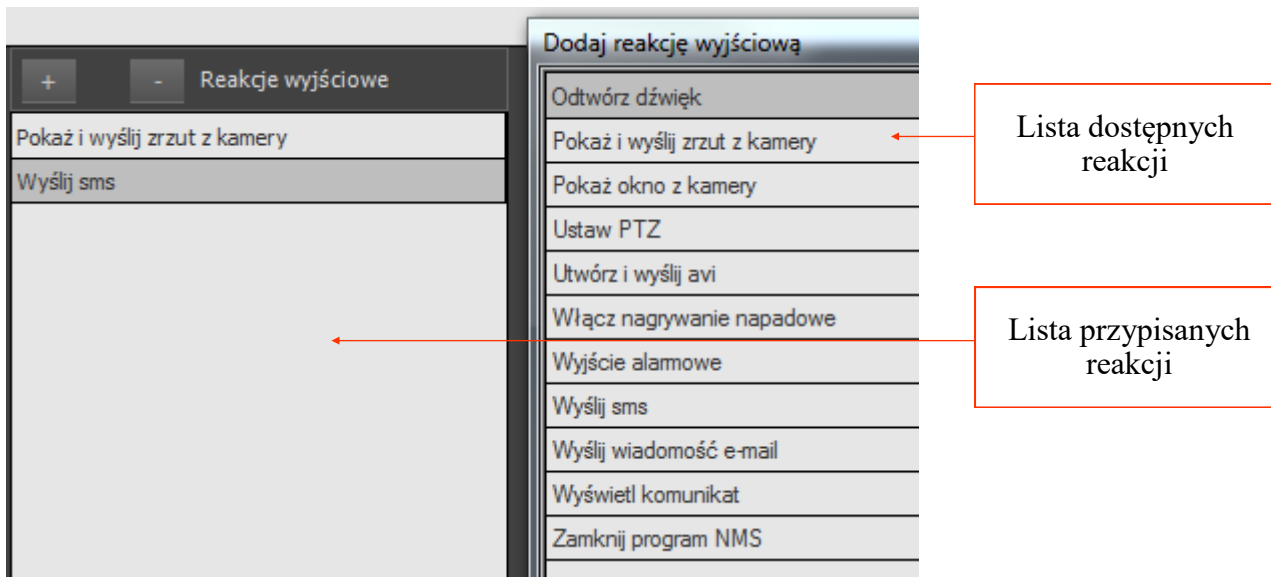 +
-
Reakcje wyjściowe
Pokaż i wyślij zrzut z kamery
Wyślij sms
Dodaj reakcję wyjściową
Odtwórz dźwięk
Pokaż i wyślij zrzut z kamery
Pokaż okno z kamery
Ustaw PTZ
Utwórz i wyślij avi
Włącz nagrywanie napadowe
Wyjście alarmowe
Wyślij sms
Wyślij wiadomość e-mail
Wyświetl komunikat
Zamknij program NMS
Lista dostępnych
reakcji
Lista przypisanych
reakcji